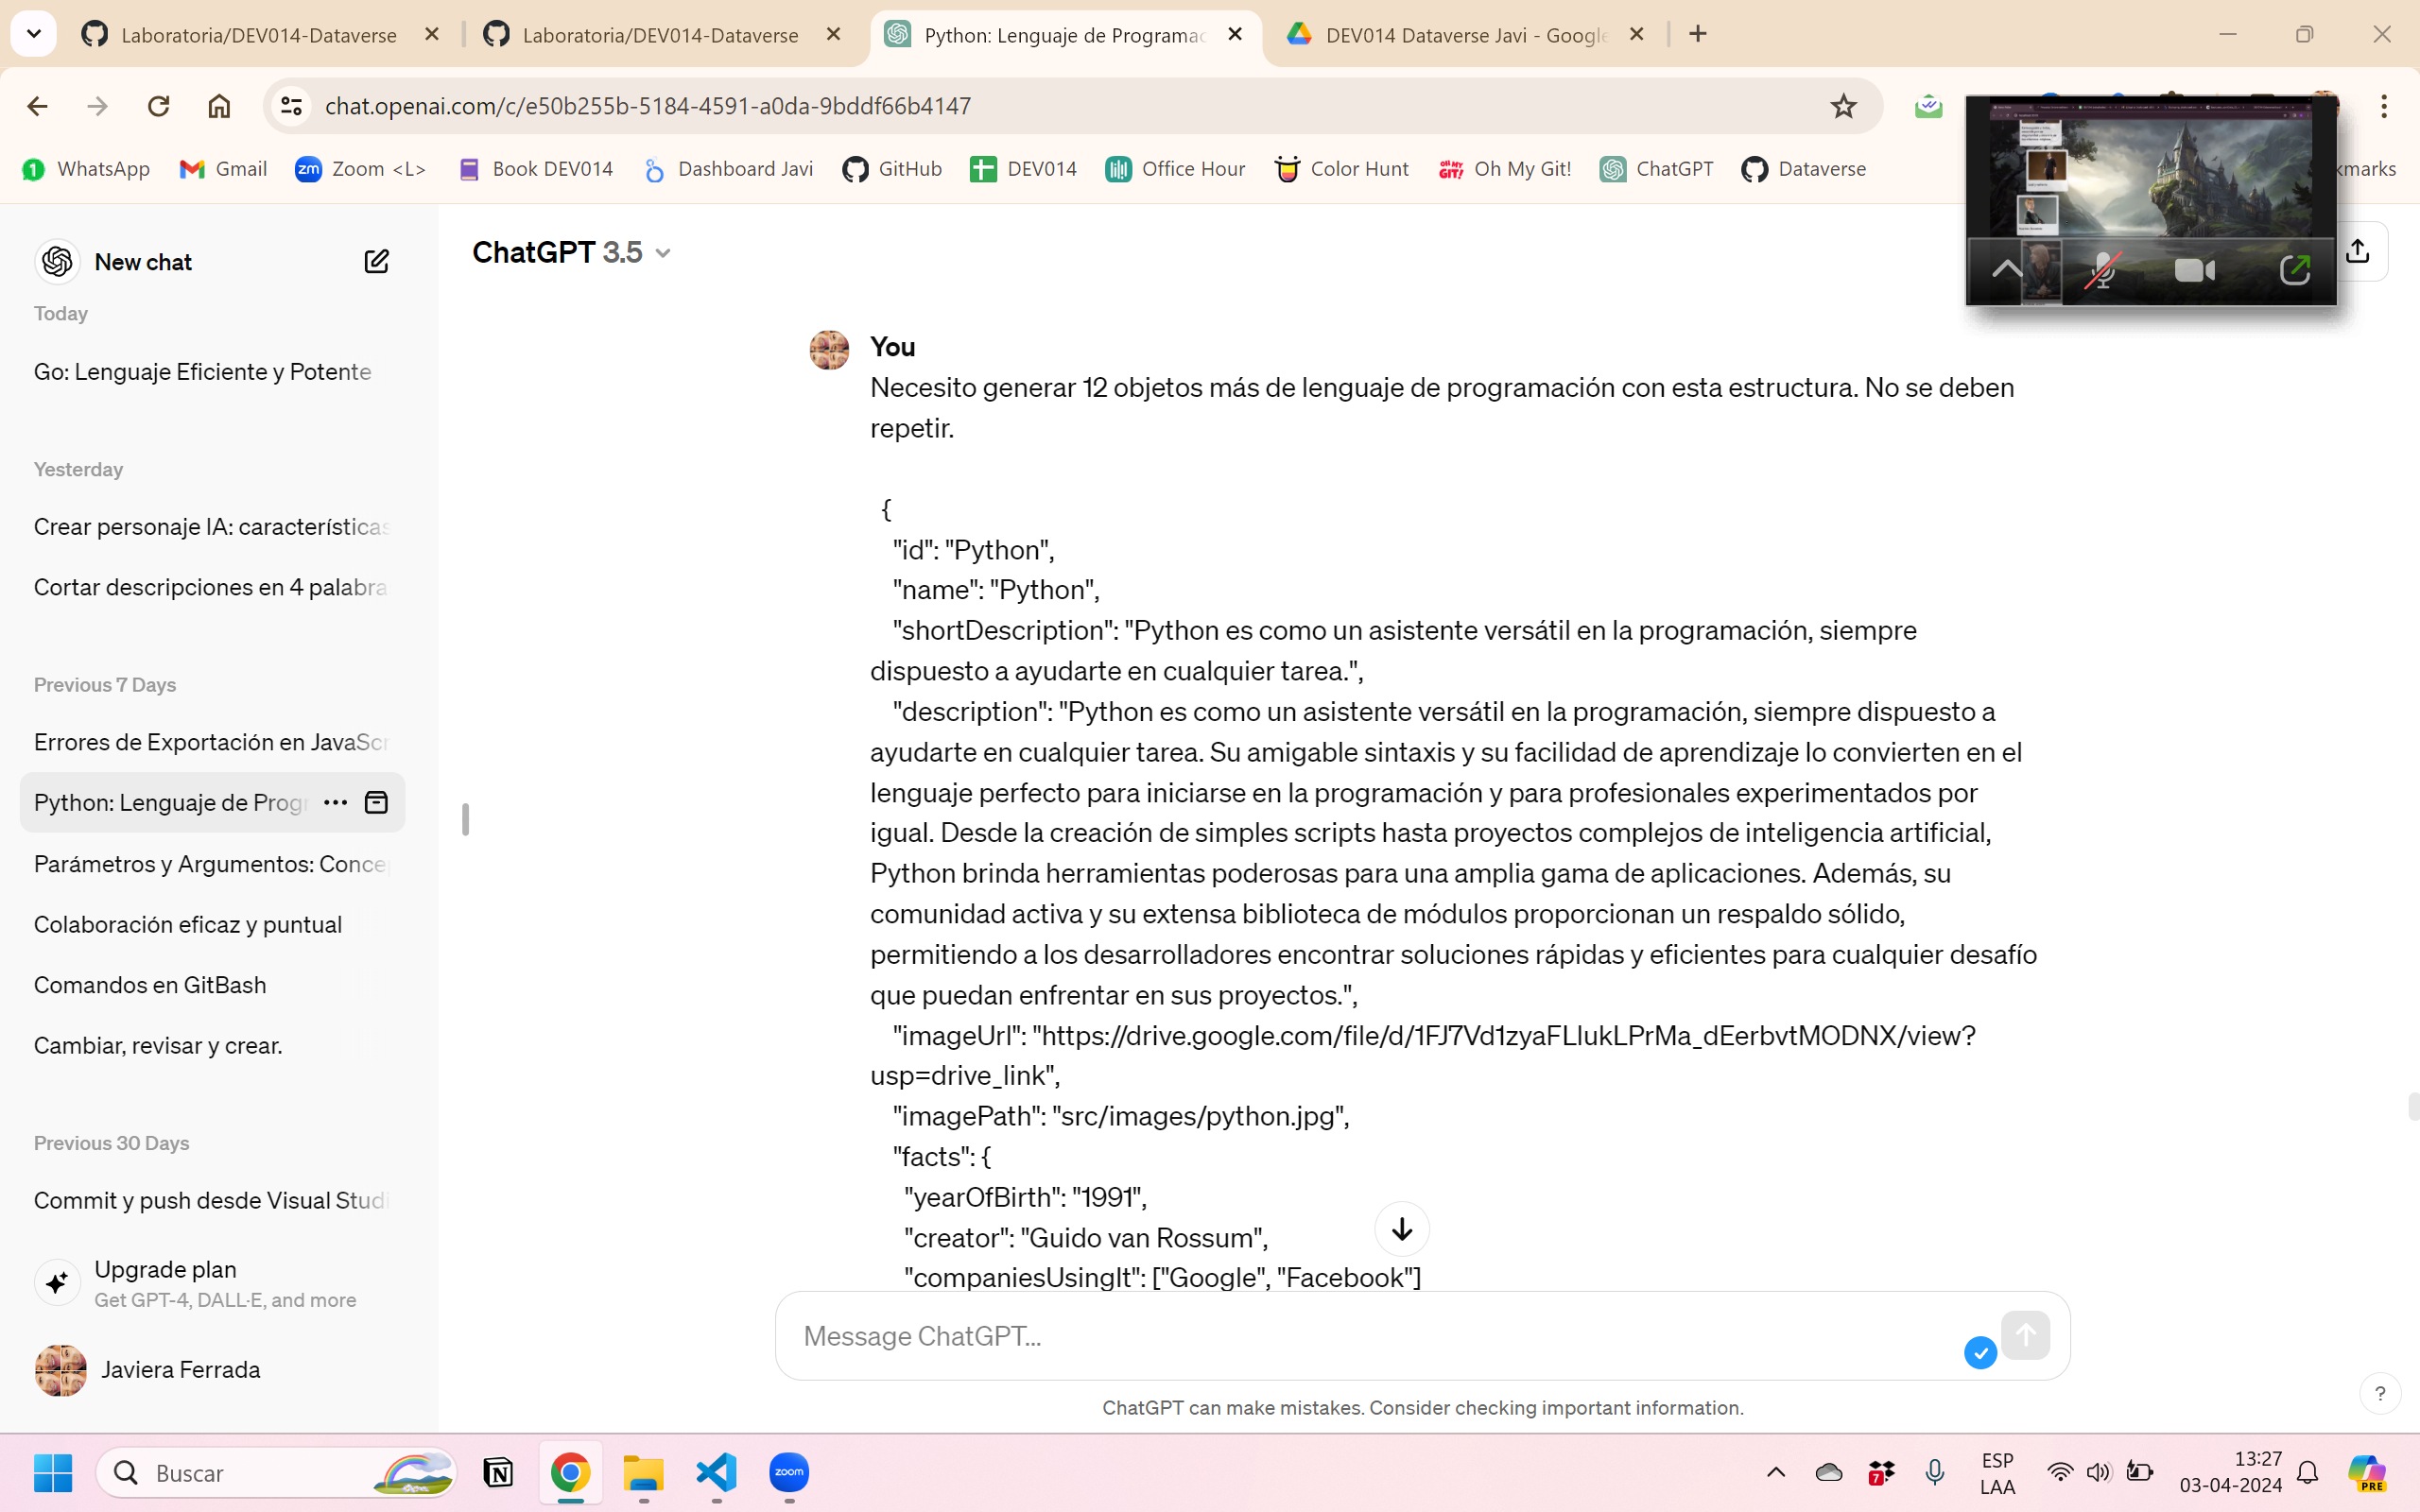 Laboratoria/DEV014-Dataverse
Laboratoria/DEV014-Dataverse
Python: Lenguaje de Programac
DEV014 Dataverse Javi - Google
chat.openai.com/c/e50b255b-5184-4591-a0da-9bddf66b4147
WhatsApp
Gmail
Zoom <L>
Book DEV014
Dashboard Javi
GitHub
DEV014
Office Hour
Color Hunt
Oh My Git!
ChatGPT
Dataverse
kmarks
New chat
Today
Go: Lenguaje Eficiente y Potente
Yesterday
Crear personaje IA: características
Cortar descripciones en 4 palabra
Previous 7 Days
Errores de Exportación en JavaScr
Python: Lenguaje de Progr
Parámetros y Argumentos: Conce
Colaboración eficaz y puntual
Comandos en GitBash
Cambiar, revisar y crear.
Previous 30 Days
Commit y push desde Visual Studi
Upgrade plan
Get GPT-4, DALL·E, and more
Javiera Ferrada
ChatGPT 3.5
You
Necesito generar 12 objetos más de lenguaje de programación con esta estructura. No se deben
repetir.
{
"id": "Python",
"name": "Python",
"shortDescription": "Python es como un asistente versátil en la programación, siempre
dispuesto a ayudarte en cualquier tarea.",
"description": "Python es como un asistente versátil en la programación, siempre dispuesto a
ayudarte en cualquier tarea. Su amigable sintaxis y su facilidad de aprendizaje lo convierten en el
lenguaje perfecto para iniciarse en la programación y para profesionales experimentados por
igual. Desde la creación de simples scripts hasta proyectos complejos de inteligencia artificial,
Python brinda herramientas poderosas para una amplia gama de aplicaciones. Además, su
comunidad activa y su extensa biblioteca de módulos proporcionan un respaldo sólido,
permitiendo a los desarrolladores encontrar soluciones rápidas y eficientes para cualquier desafío
que puedan enfrentar en sus proyectos.",
"imageUrl": "https://drive.google.com/file/d/1FJ7Vd1zyaFLlukLPrMa_dEerbvtMODNX/view?
usp=drive_link",
"imagePath": "src/images/python.jpg",
"facts": {
"yearOfBirth": "1991",
"creator": "Guido van Rossum",
"companiesUsingIt": ["Google", "Facebook"]
Message ChatGPT...
ChatGPT can make mistakes. Consider checking important information.
?
Buscar
zoom
7
ESP
LAA
13:27
03-04-2024
PRE